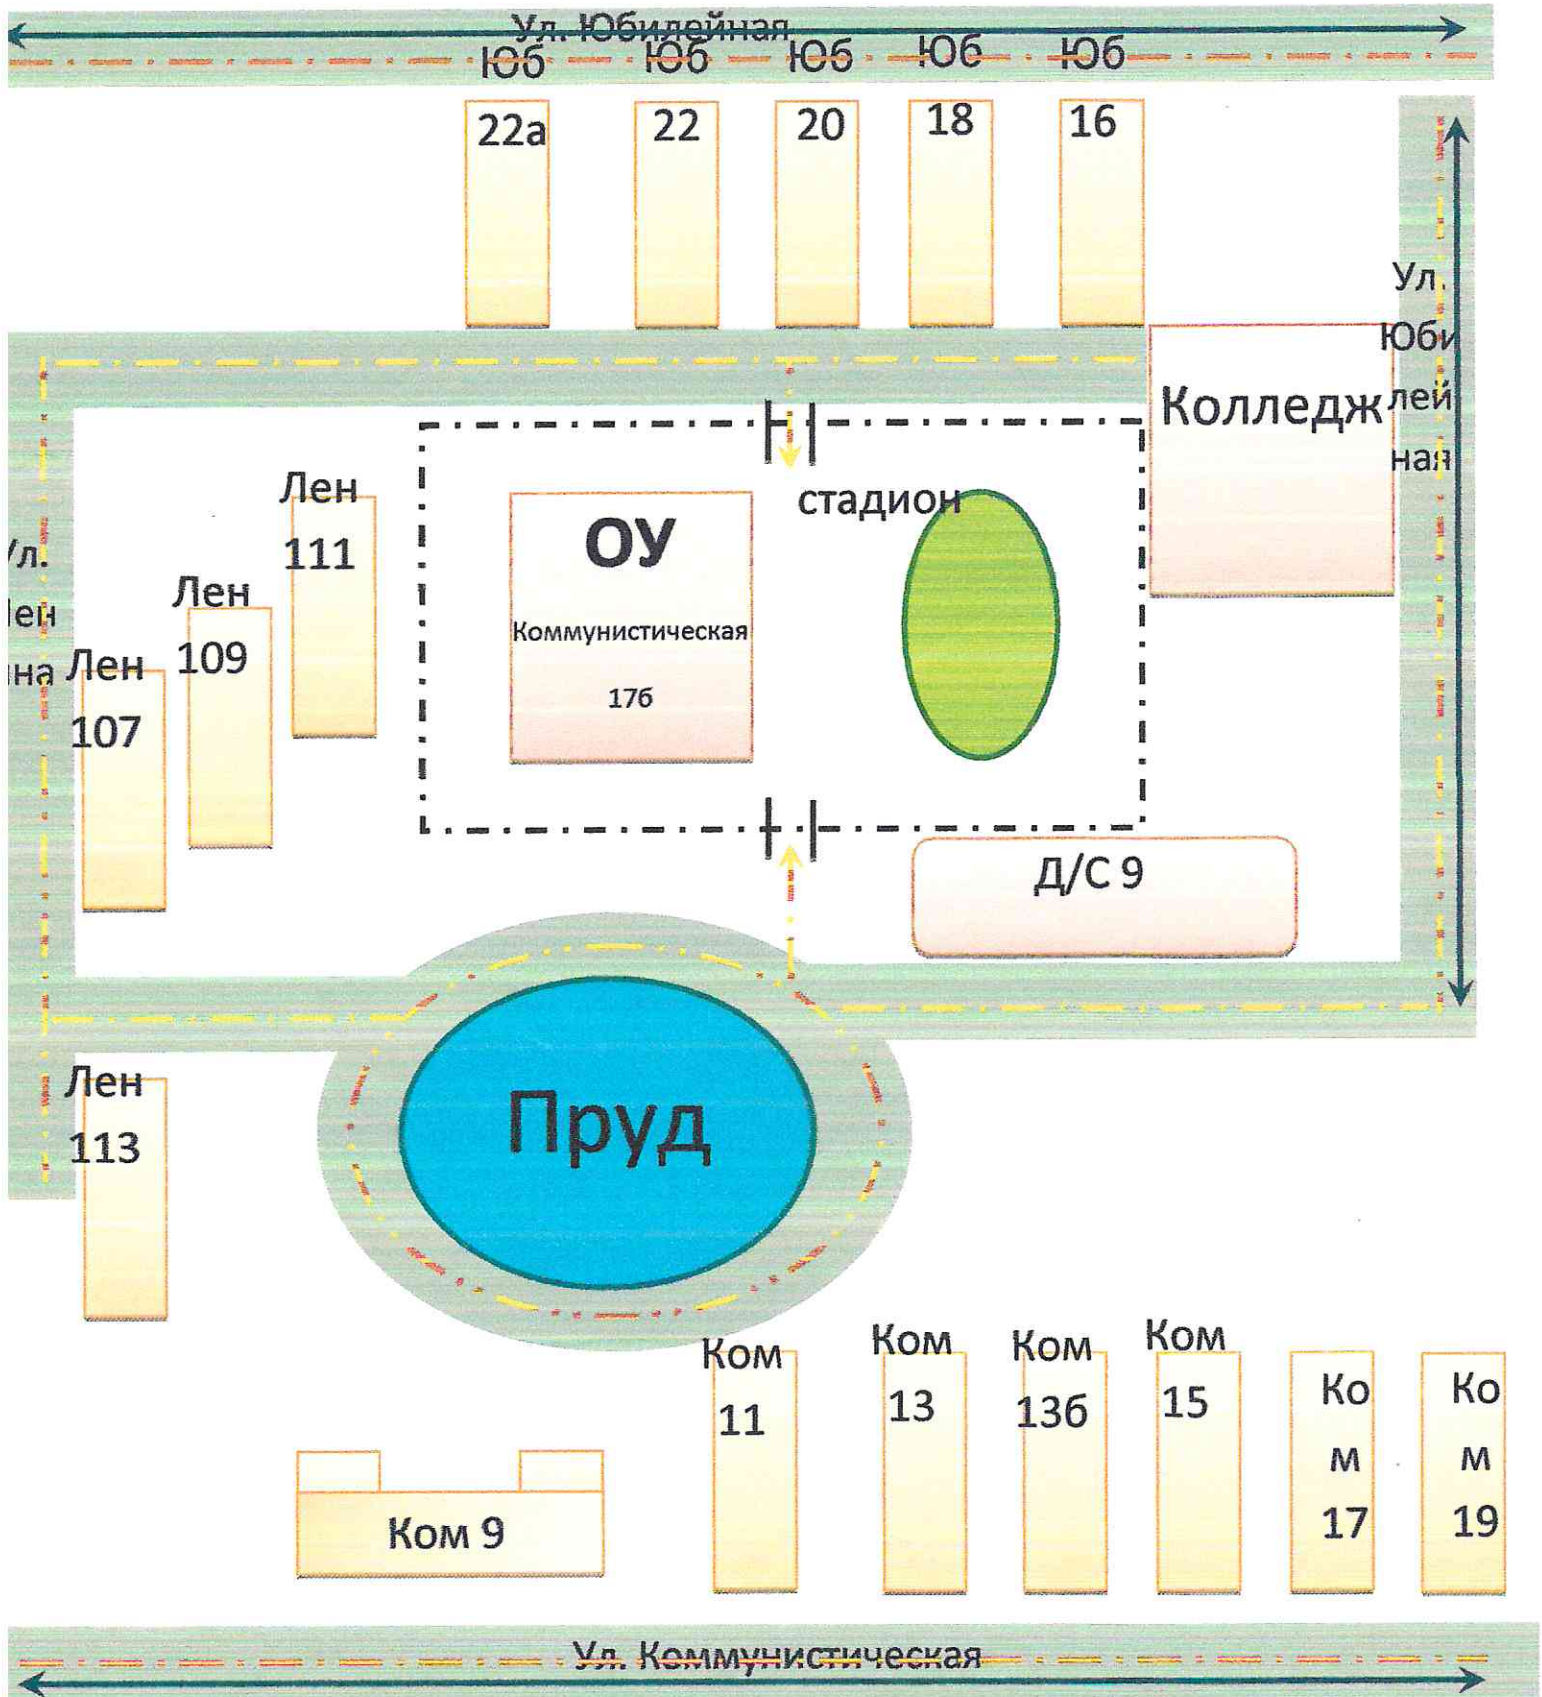 Ул. Юбилейная
Юб
22а
Юб
22
Юб
20
Юб
18
Юб
16
Ул.
Юби
лей
ная
Колледж
стадион
ОУ
Коммунистическая
17б
Лен
111
Лен
109
Лен
107
Ул.
на
Д/С 9
Пруд
Лен
113
Ком
11
Ком
13
Ком
13б
Ком
15
Ко
м
17
Ко
м
19
Ком 9
Ул. Коммунистическая